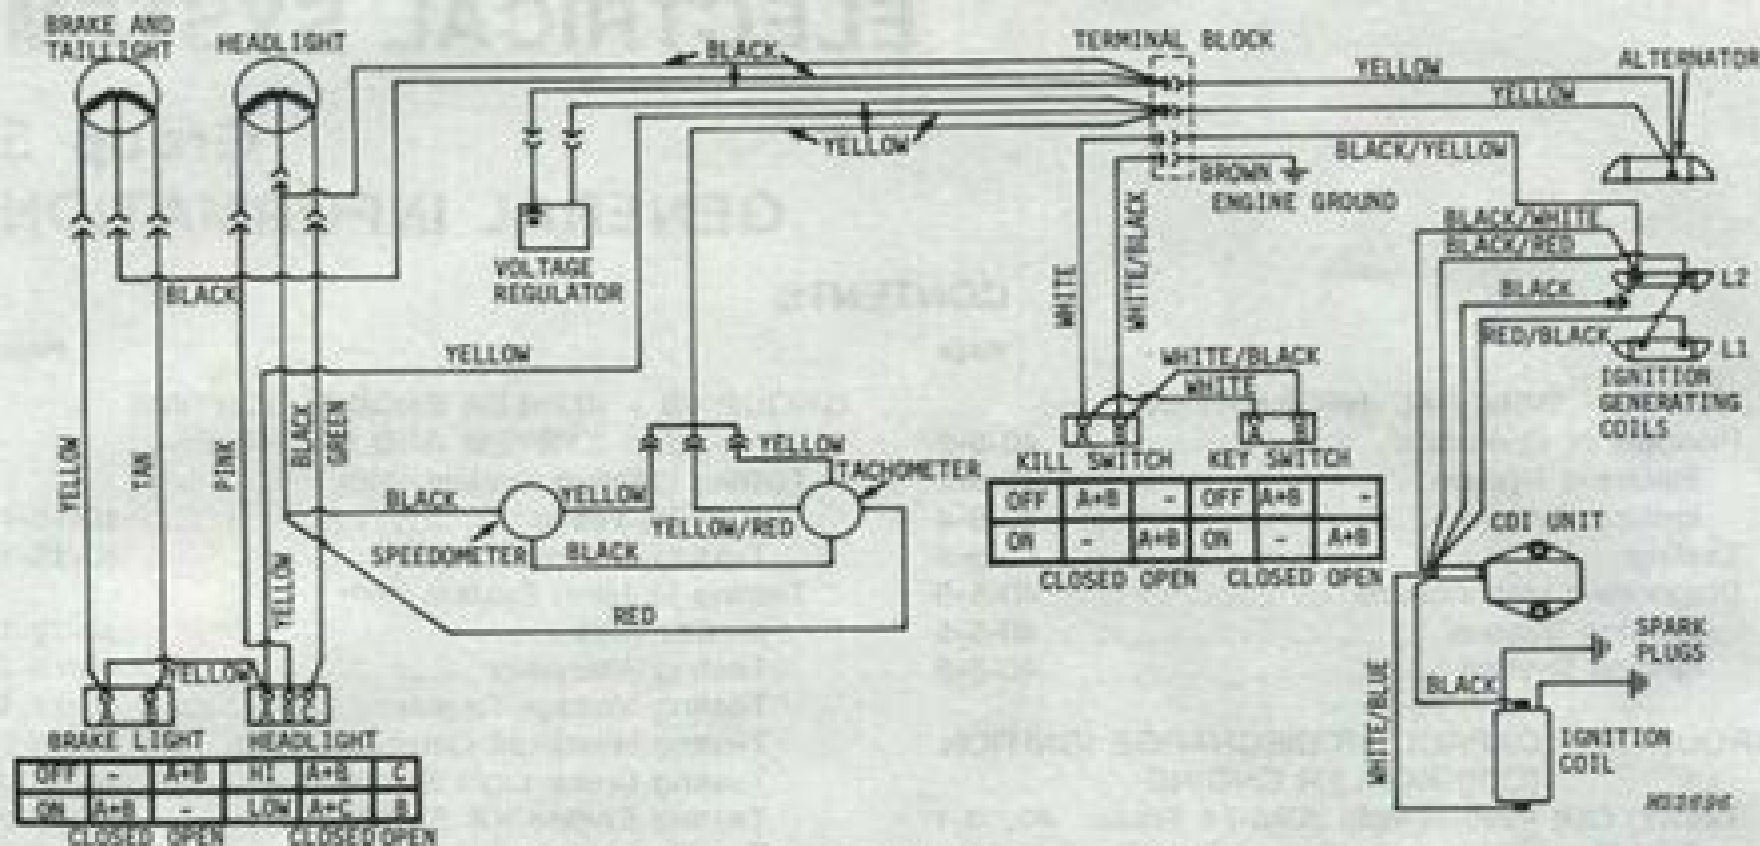 BRAKE AND
TAILLIGHT
HEADLIGHT
BLACK
TERMINAL BLOCK
YELLOW
ALTERNATOR
YELLOW
YELLOW
BLACK/YELLOW
BROWN
ENGINE GROUND
BLACK/WHITE
BLACK/RED
BLACK
L2
RED/BLACK
L1
IGNITION
GENERATING
COILS
VOLTAGE
REGULATOR
BLACK
WHITE
WHITE/BLACK
YELLOW
WHITE/BLACK
WHITE
YELLOW
TAN
PINK
BLACK
GREEN
YELLOW
TACHOMETER
BLACK
YELLOW
YELLOW/RED
SPEEDOMETER
BLACK
YELLOW
RED
KILL SWITCH KEY SWITCH
OFF A+B - OFF A+B -
ON - A+B ON - A+B
CLOSED OPEN CLOSED OPEN
CDI UNIT
SPARK
PLUGS
WHITE/BLUE
BLACK
IGNITION
COIL
YELLOW
BRAKE LIGHT HEADLIGHT
OFF - A+B HI A+B C
ON A+B - LOW A+C B
CLOSED OPEN CLOSED OPEN